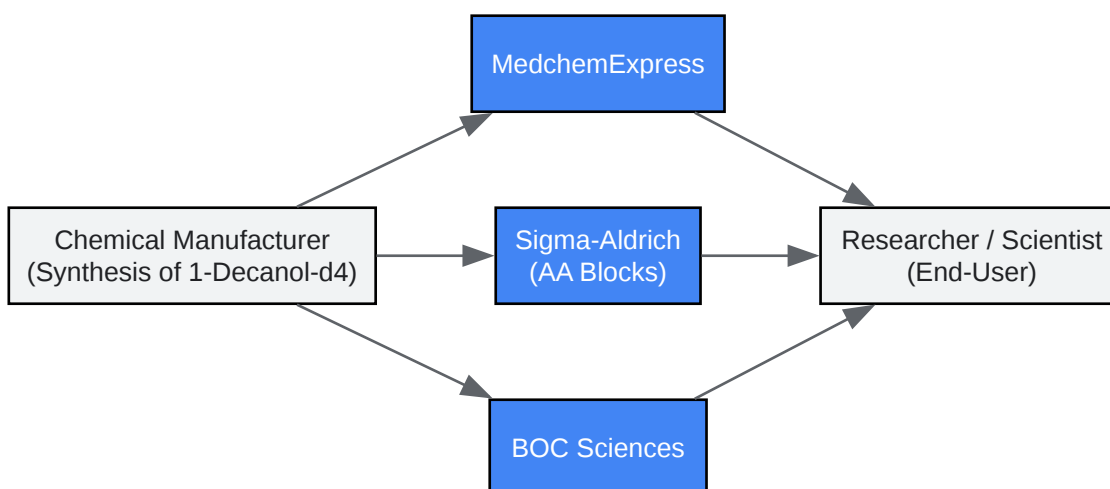 MedchemExpress
Chemical Manufacturer
(Synthesis of 1-Decanol-d4)
Sigma-Aldrich
(AA Blocks)
Researcher / Scientist
(End-User)
BOC Sciences